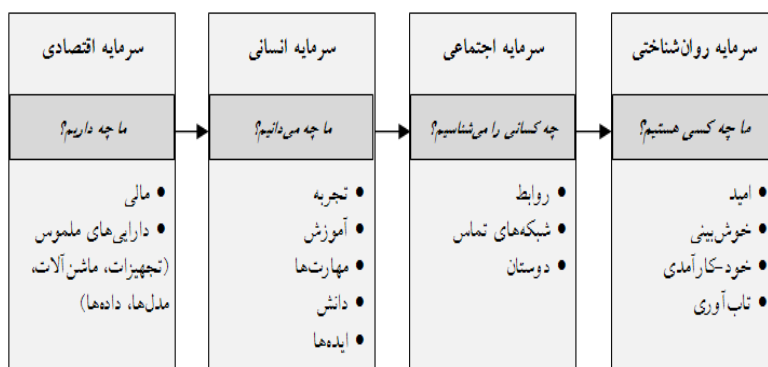 سرمایه اقتصادی
ما چه داریم؟
• مالی
• دارایی‌های ملموس
(تجهیزات، ماشن‌آلات،
مدل‌ها، داده‌ها)
سرمایه انسانی
ما چه می‌دانیم؟
• تجربه
• آموزش
• مهارت‌ها
• دانش
• ایده‌ها
سرمایه اجتماعی
چه کسانی را می‌شناسیم؟
• روابط
• شبکه‌های تماس
• دوستان
سرمایه روان‌شناختی
ما چه کسی هستیم؟
• امید
• خوش‌بینی
• خود-کارآمدی
• تاب‌آوری